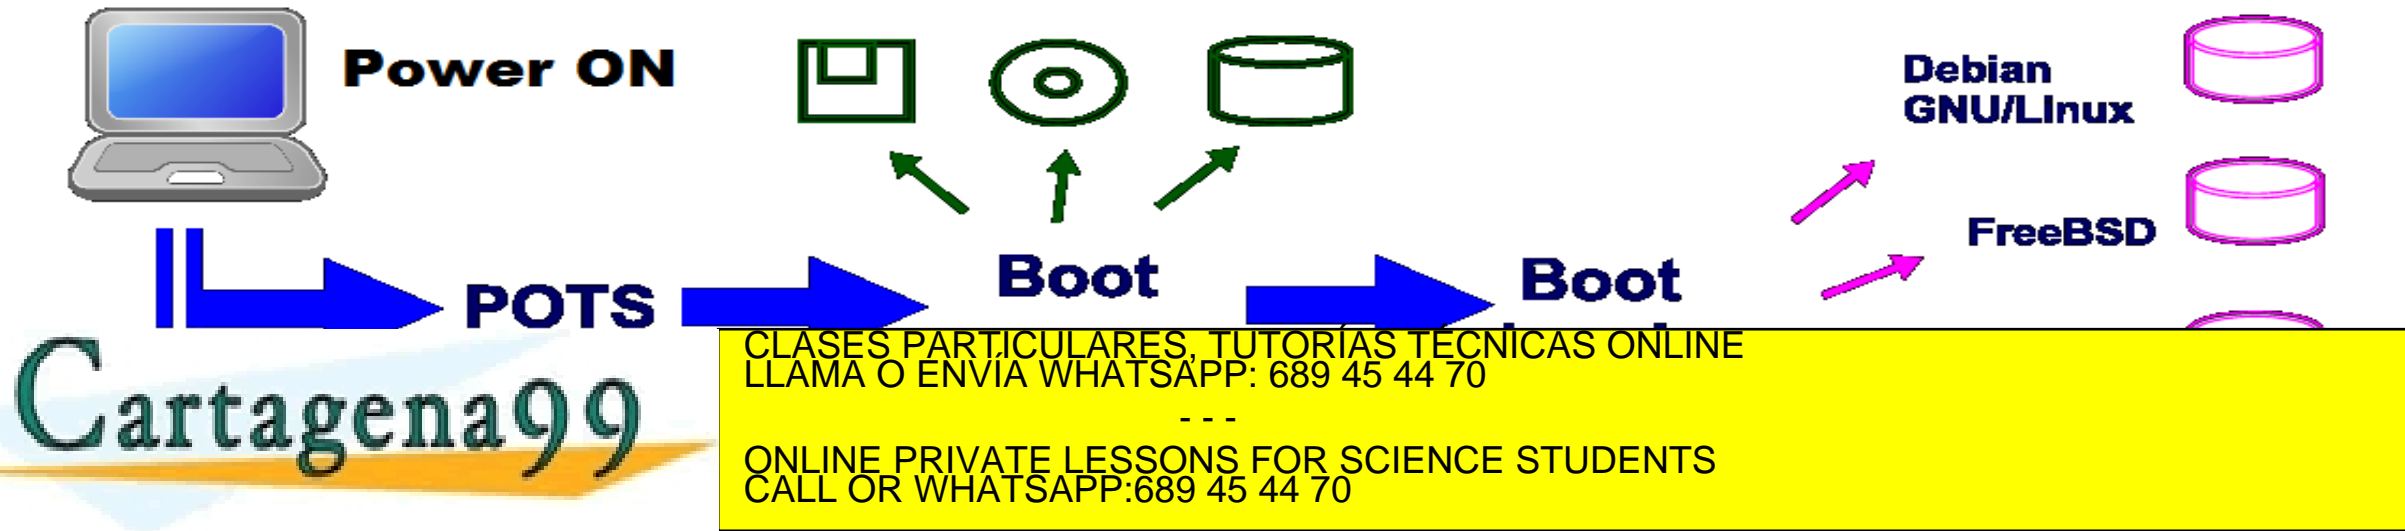 Power ON
Debian
GNU/LInux
FreeBSD
POTS
Boot
Boot
Cartagena99
CLASES PARTICULARES, TUTORÍAS TÉCNICAS ONLINE
LLAMA O ENVÍA WHATSAPP: 689 45 44 70
- - -
ONLINE PRIVATE LESSONS FOR SCIENCE STUDENTS
CALL OR WHATSAPP:689 45 44 70